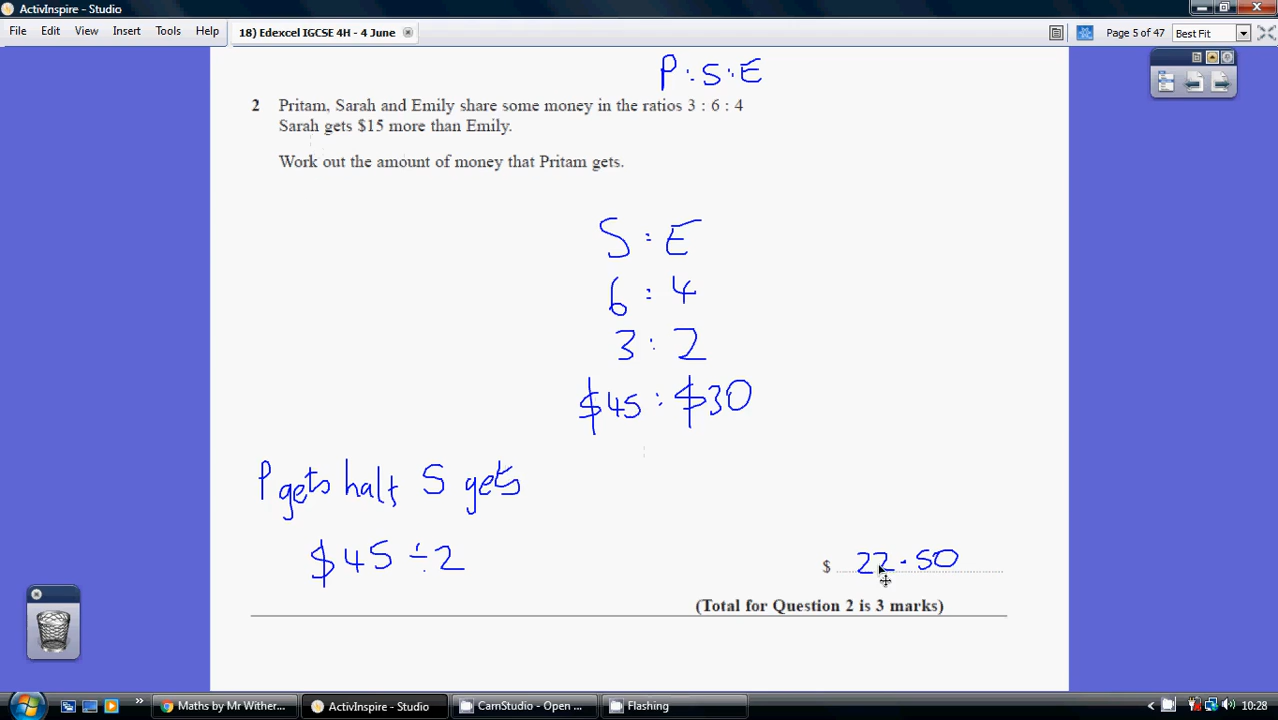 ActivInspire - Studio
File Edit View Insert Tools Help 18) Edexcel IGCSE 4H - 4 June Page 5 of 47 Best Fit
P : S : E
2 Pritam, Sarah and Emily share some money in the ratios 3 : 6 : 4
Sarah gets $15 more than Emily.
Work out the amount of money that Pritam gets.
S : E
6 : 4
3 : 2
$45 : $30
P gets half S gets
$45 ÷ 2
$ 22.50
(Total for Question 2 is 3 marks)
Maths by Mr Wither... ActivInspire - Studio CamStudio - Open ... Flashing 10:28